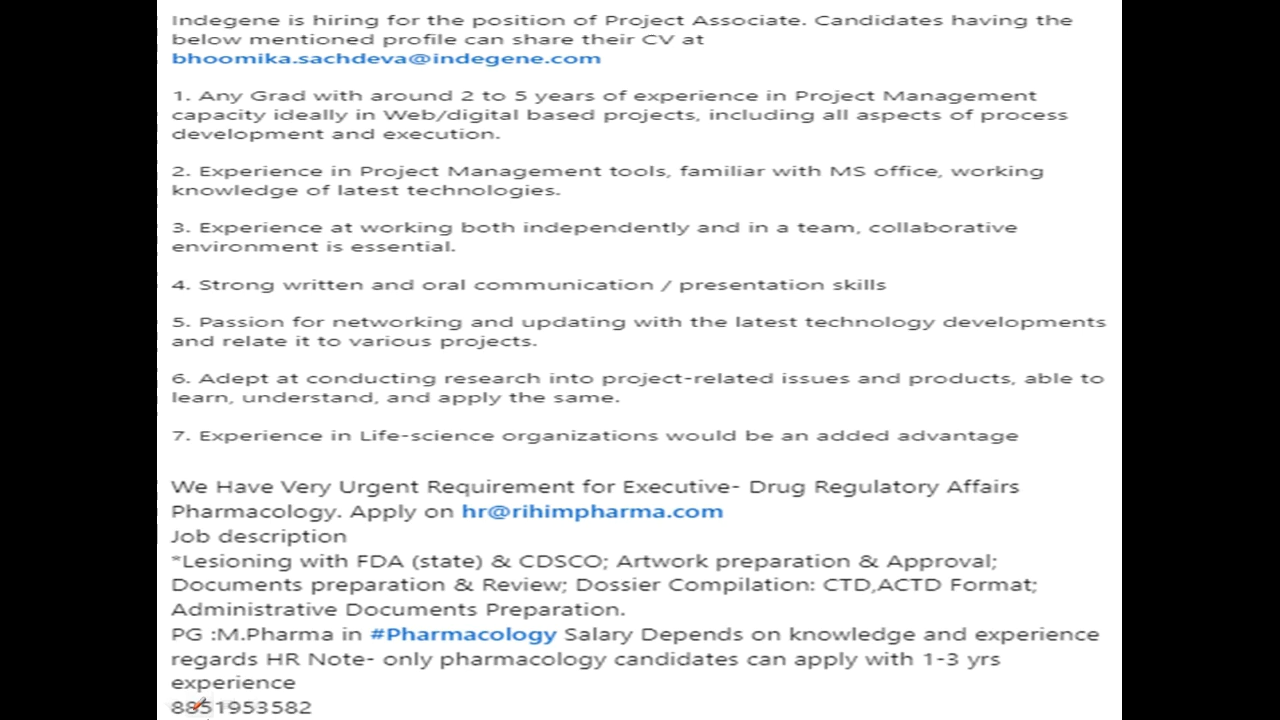 Indegene is hiring for the position of Project Associate. Candidates having the
below mentioned profile can share their CV at
bhoomika.sachdeva@indegene.com
1. Any Grad with around 2 to 5 years of experience in Project Management
capacity ideally in Web/digital based projects, including all aspects of process
development and execution.
2. Experience in Project Management tools, familiar with MS office, working
knowledge of latest technologies.
3. Experience at working both independently and in a team, collaborative
environment is essential.
4. Strong written and oral communication / presentation skills
5. Passion for networking and updating with the latest technology developments
and relate it to various projects.
6. Adept at conducting research into project-related issues and products, able to
learn, understand, and apply the same.
7. Experience in Life-science organizations would be an added advantage
We Have Very Urgent Requirement for Executive- Drug Regulatory Affairs
Pharmacology. Apply on hr@rihimpharma.com
Job description
*Lesioning with FDA (state) & CDSCO; Artwork preparation & Approval;
Documents preparation & Review; Dossier Compilation: CTD,ACTD Format;
Administrative Documents Preparation.
PG :M.Pharma in #Pharmacology Salary Depends on knowledge and experience
regards HR Note- only pharmacology candidates can apply with 1-3 yrs
experience
8851953582